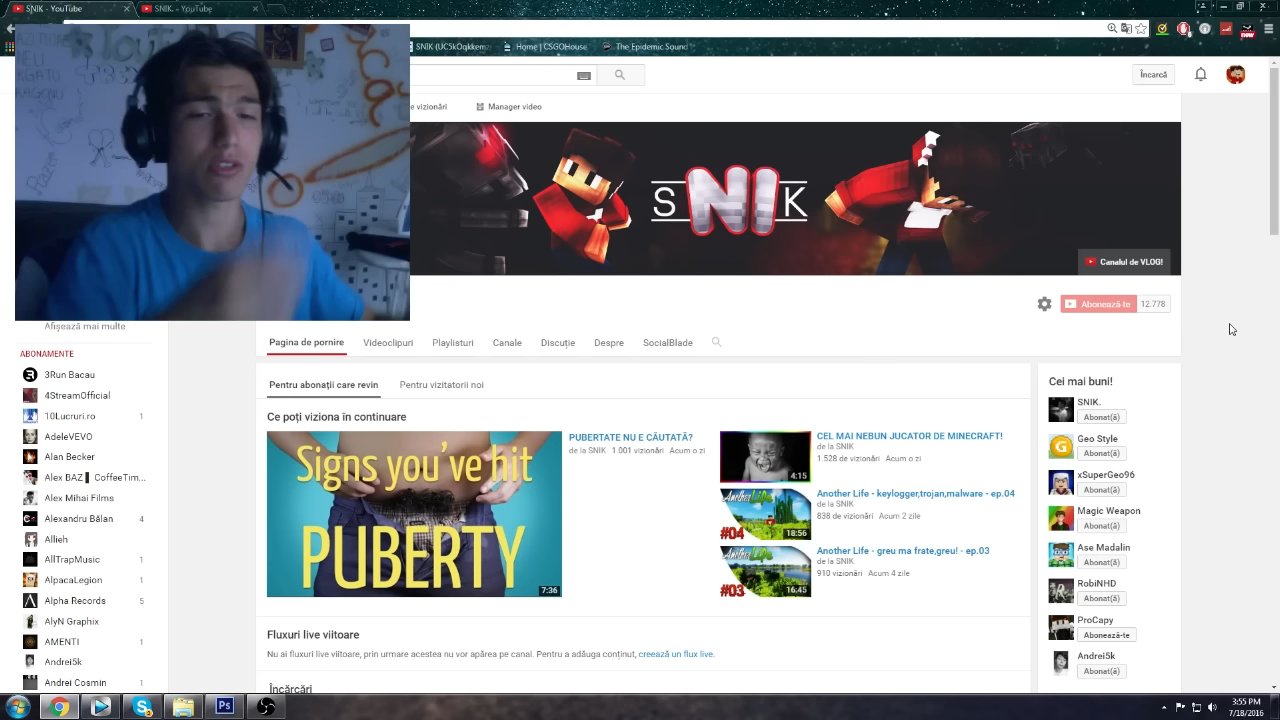 SNIK - YouTube
SNIK. - YouTube
SNIK (UC5kOqkkem
Home | CSGOHouse
The Epidemic Sound
Încarcă
e vizionări
Manager video
SNIK
Canalul de VLOG!
Abonează-te 12.778
Afișează mai multe
Pagina de pornire Videoclipuri Playlisturi Canale Discuție Despre SocialBlade
ABONAMENTE
3Run Bacau
4StreamOfficial
10Lucruri.ro 1
AdeleVEVO
Alan Becker
Alex BAZ ▌ CoffeeTim...
Alex Mihai Films
Alexandru Bălan 4
Allieh
AllTrapMusic 1
AlpacaLegion 1
Alpha Records 5
AlyN Graphix
AMENTI 1
Andrei5k
Andrei Cosmin 1
Pentru abonații care revin Pentru vizitatorii noi
Ce poți viziona în continuare
Signs you've hit
PUBERTY
7:36
PUBERTATE NU E CĂUTATĂ?
de la SNIK 1.001 vizionări Acum o zi
4:15
CEL MAI NEBUN JUCATOR DE MINECRAFT!
de la SNIK
1.528 de vizionări Acum o zi
Another Life
#04
18:56
Another Life - keylogger,trojan,malware - ep.04
de la SNIK
838 de vizionări Acum 2 zile
Another Life
#03
16:45
Another Life - greu ma frate,greu! - ep.03
de la SNIK
910 vizionări Acum 4 zile
Fluxuri live viitoare
Nu ai fluxuri live viitoare, prin urmare acestea nu vor apărea pe canal. Pentru a adăuga conținut, creează un flux live.
Încărcări
Cei mai buni!
SNIK.
Abonat(ă)
Geo Style
Abonat(ă)
xSuperGeo96
Abonat(ă)
Magic Weapon
Abonat(ă)
Ase Madalin
Abonat(ă)
RobiNHD
Abonat(ă)
ProCapy
Abonează-te
Andrei5k
Abonat(ă)
Ps
3:55 PM
7/18/2016